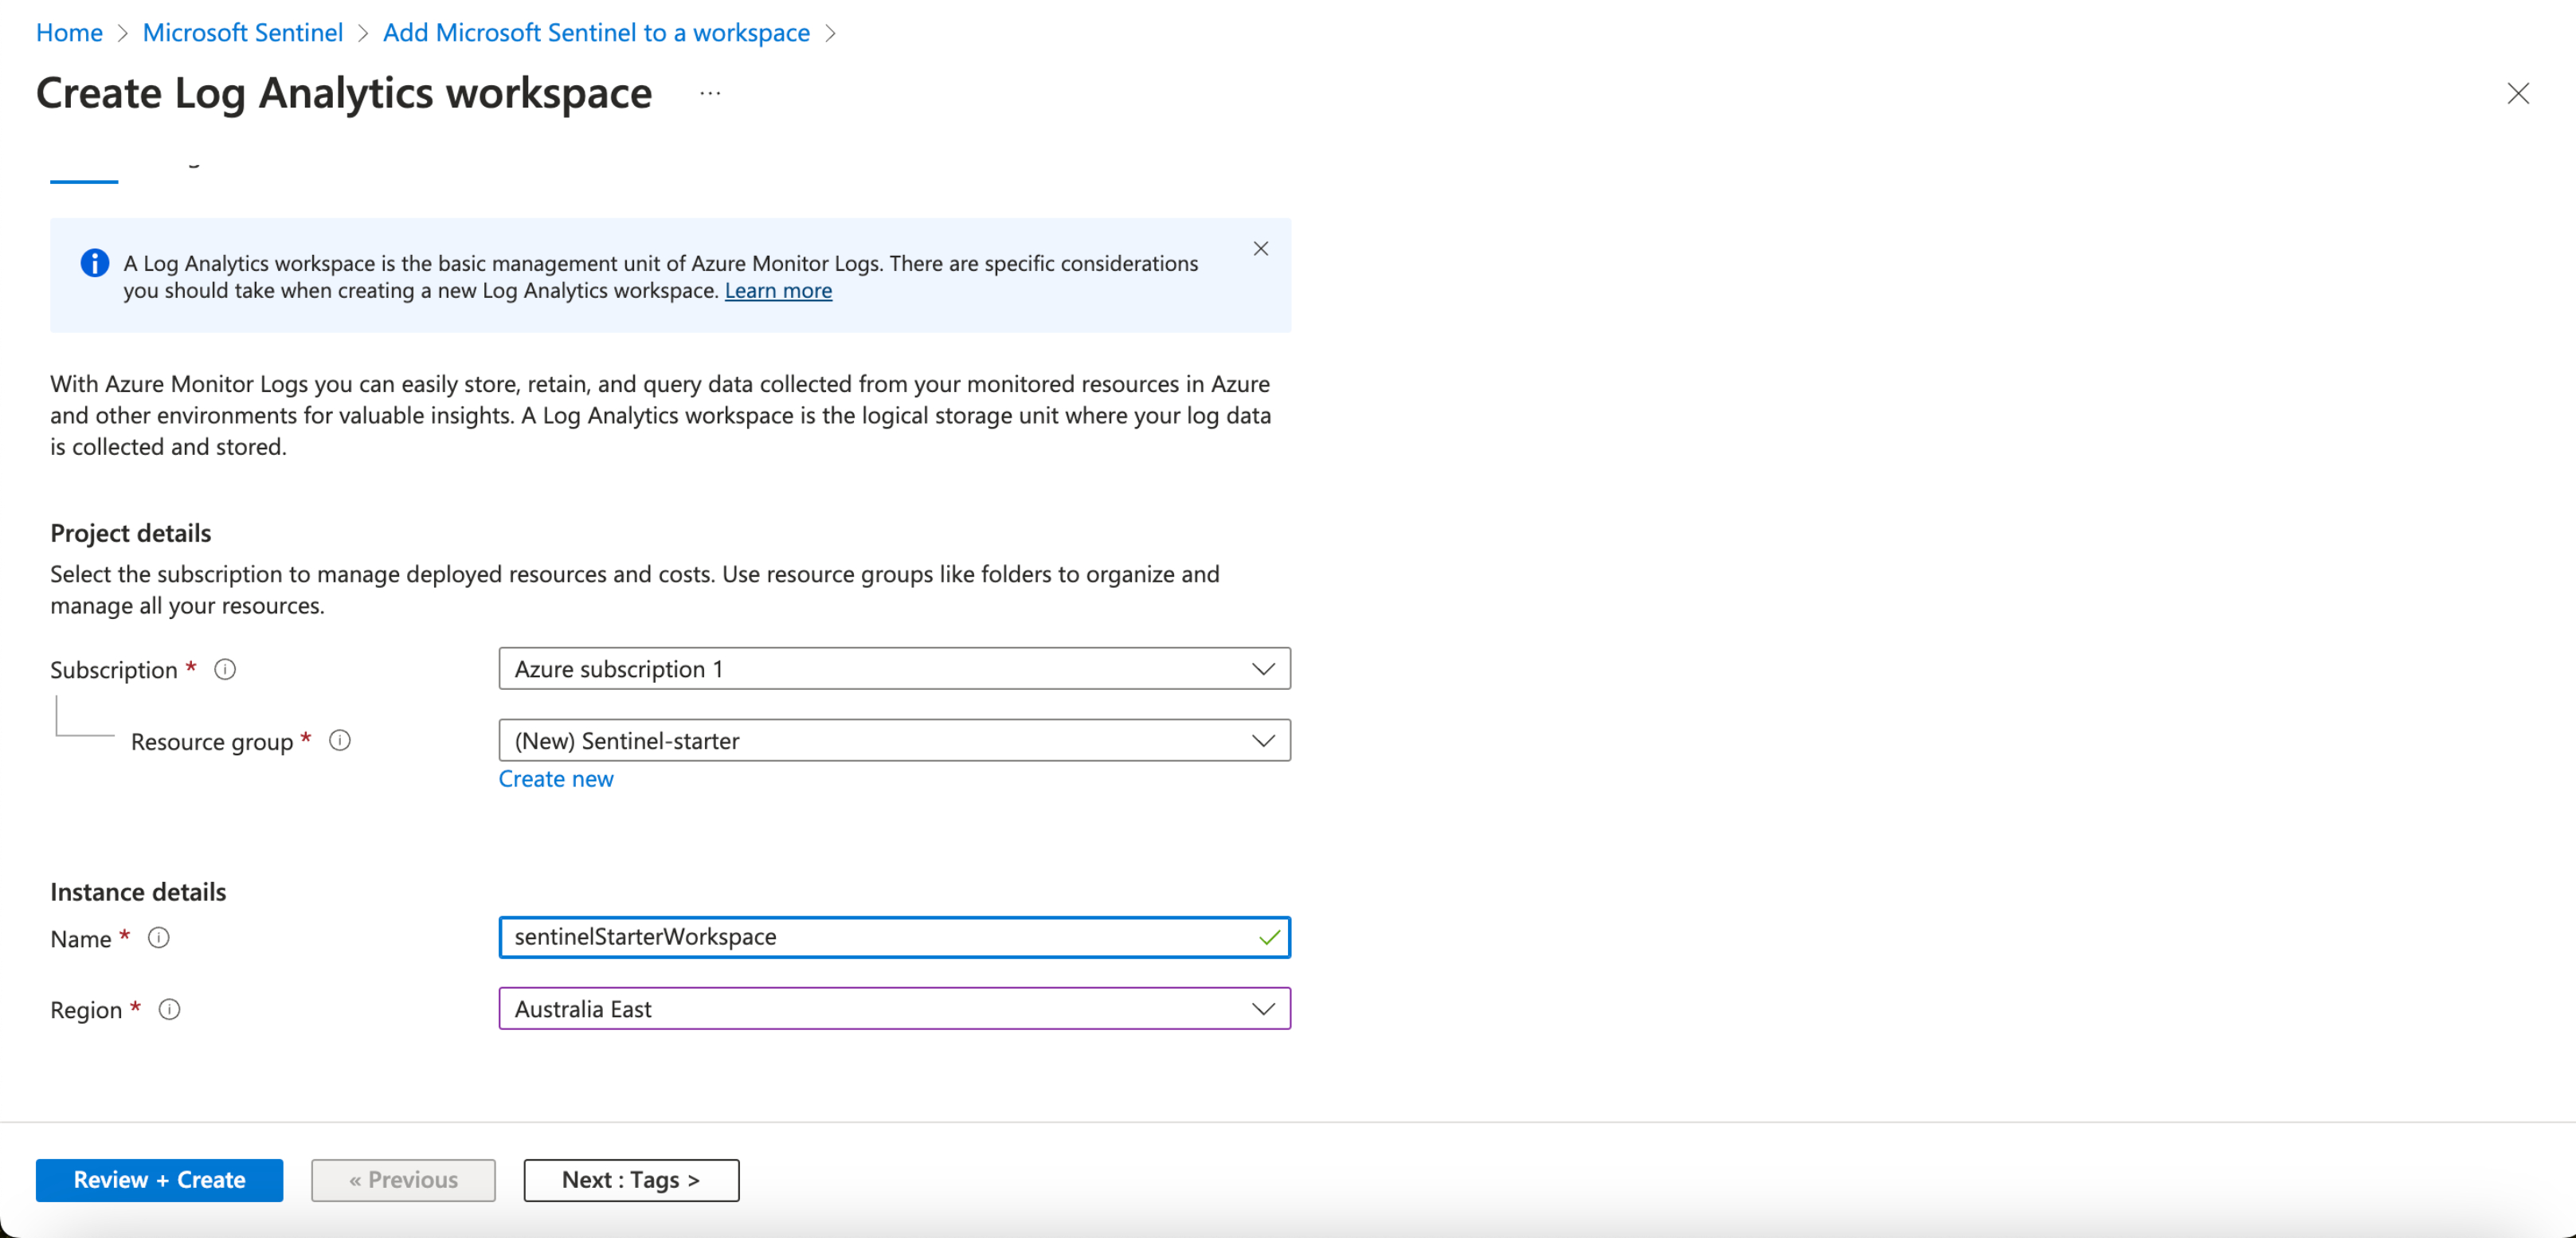 Home > Microsoft Sentinel > Add Microsoft Sentinel to a workspace >
Create Log Analytics workspace ...
A Log Analytics workspace is the basic management unit of Azure Monitor Logs. There are specific considerations
you should take when creating a new Log Analytics workspace. Learn more
With Azure Monitor Logs you can easily store, retain, and query data collected from your monitored resources in Azure
and other environments for valuable insights. A Log Analytics workspace is the logical storage unit where your log data
is collected and stored.
Project details
Select the subscription to manage deployed resources and costs. Use resource groups like folders to organize and
manage all your resources.
Subscription *
Azure subscription 1
Resource group *
(New) Sentinel-starter
Create new
Instance details
Name *
sentinelStarterWorkspace
Region *
Australia East
Review + Create
« Previous
Next : Tags >